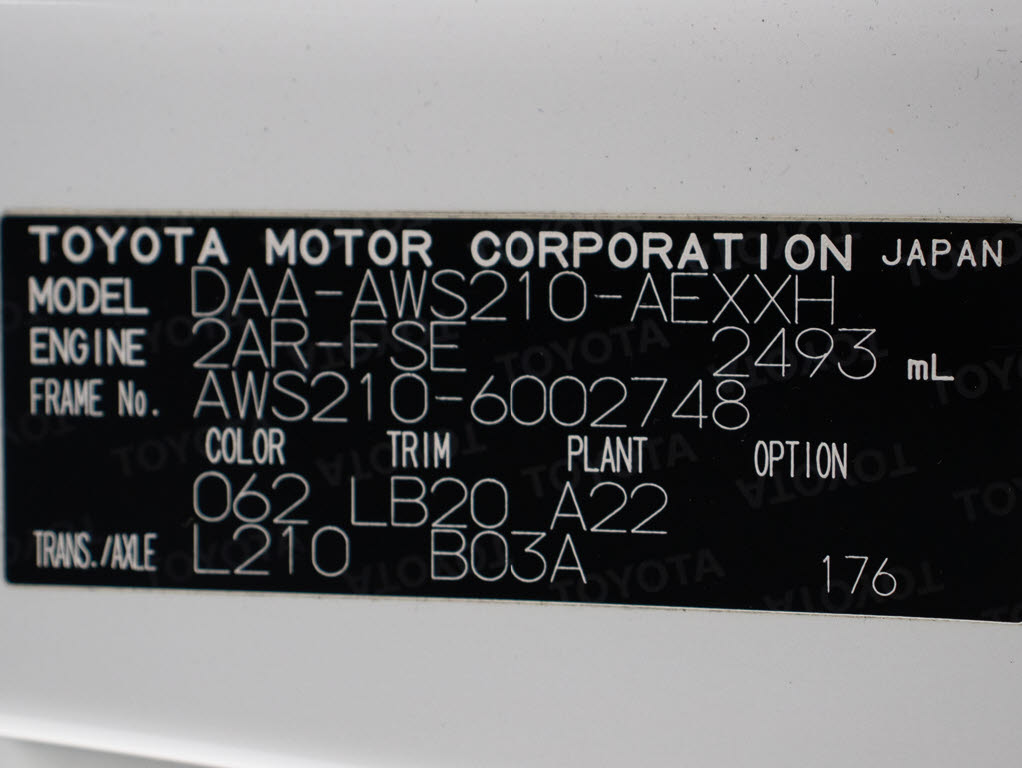 TOYOTA MOTOR CORPORATION JAPAN
MODEL DAA-AWS210-AEXXH
ENGINE 2AR-FSE 2493 mL
FRAME No. AWS210-6002748
COLOR TRIM PLANT OPTION
062 LB20 A22
TRANS./AXLE L210 B03A 176